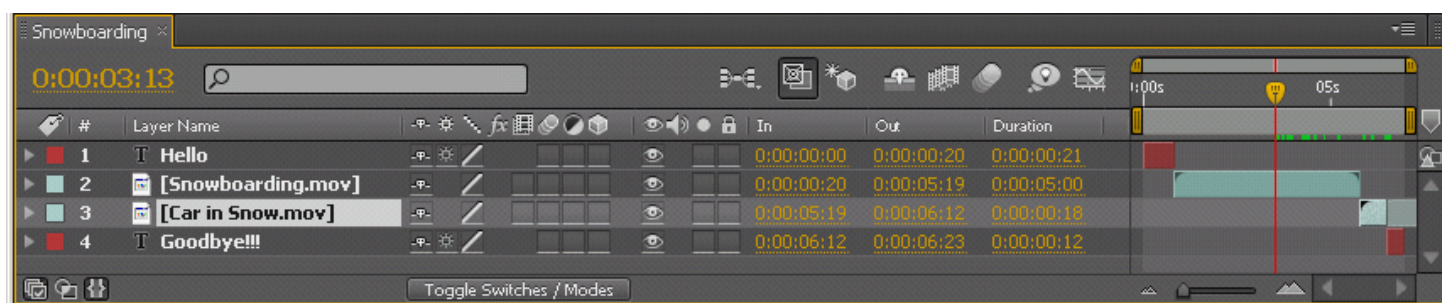 Snowboarding ×
0:00:03:13
:00s 05s
# Layer Name fx In Out Duration
1 T Hello 0:00:00:00 0:00:00:20 0:00:00:21
2 [Snowboarding.mov] 0:00:00:20 0:00:05:19 0:00:05:00
3 [Car in Snow.mov] 0:00:05:19 0:00:06:12 0:00:00:18
4 T Goodbye!!! 0:00:06:12 0:00:06:23 0:00:00:12
Toggle Switches / Modes